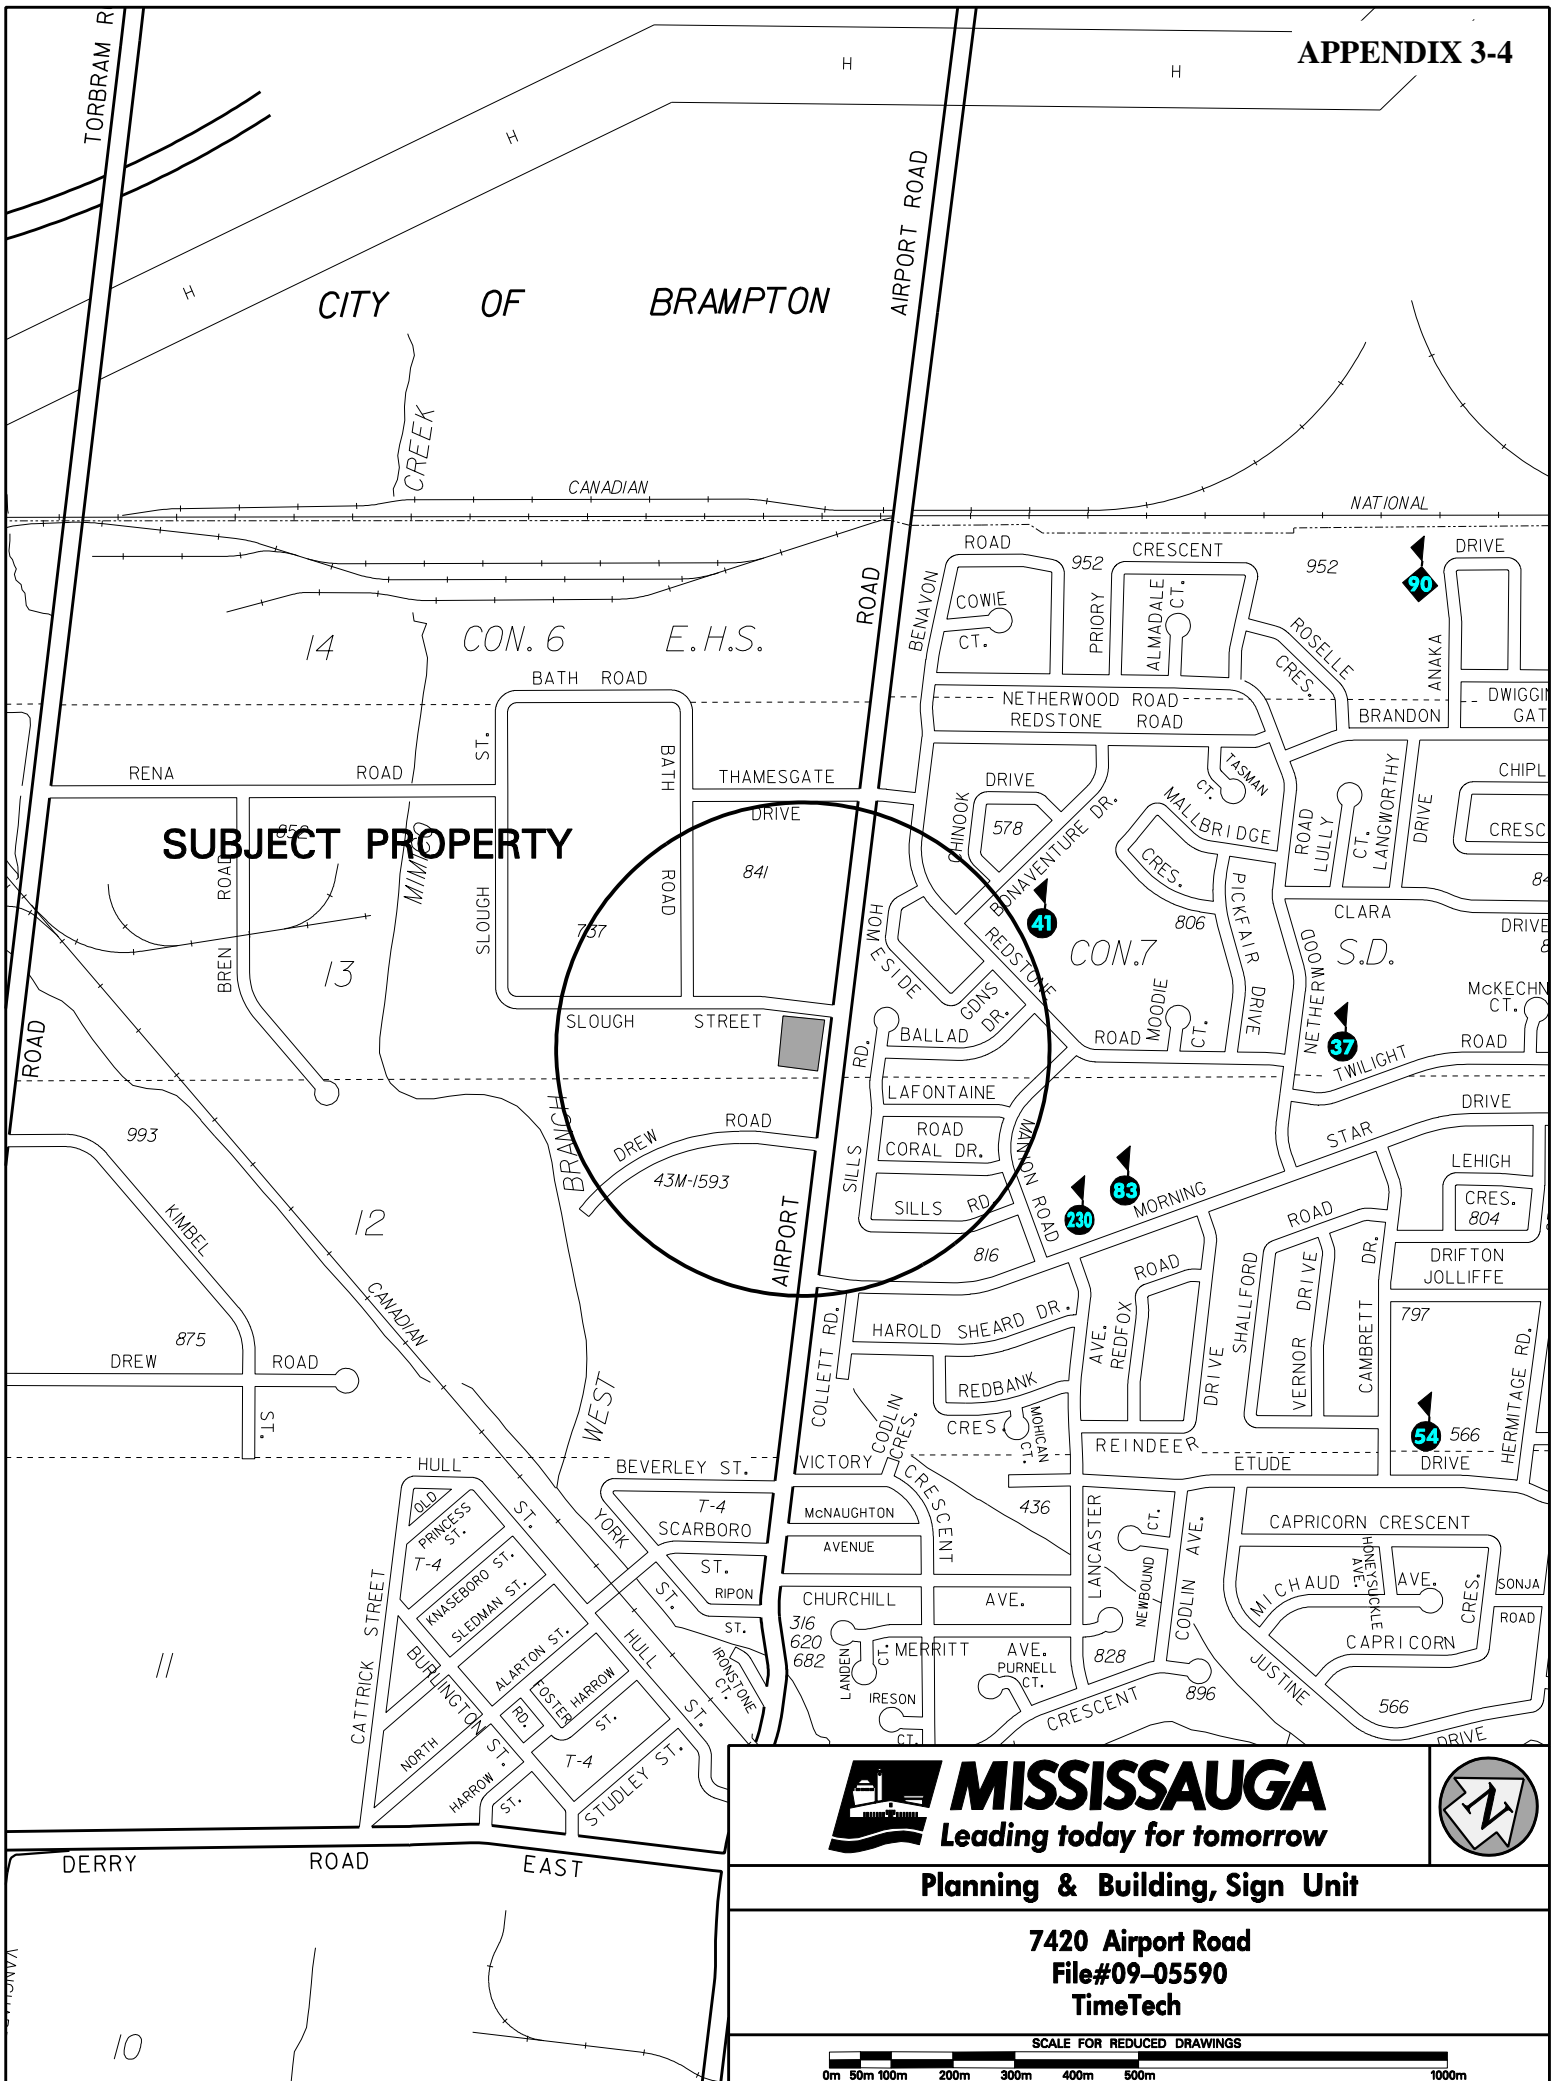 APPENDIX 3-4
TORBRAM R
H
H
H
H
AIRPORT ROAD
CITY OF BRAMPTON
CREEK
CANADIAN
NATIONAL
ROAD
CRESCENT
DRIVE
952
952
90
ROAD
BENAVON
COWIE
CT.
PRIORY
ALMADALE
CT.
ROSELLE
CRES.
ANAKA
14
CON. 6
E.H.S.
BATH ROAD
NETHERWOOD ROAD
REDSTONE ROAD
BRANDON
DWIGGIN
GAT
ST.
BATH
RENA ROAD
THAMESGATE
DRIVE
DRIVE
TASMAN
CT.
CHIPL
LANGWORTHY
DRIVE
SUBJECT PROPERTY
852
MIMICO
BREN ROAD
841
ROAD
CHINOOK
578
BONAVENTURE DR.
MALLBRIDGE
CRES.
ROAD
LULLY
CT.
CRESC
84
SLOUGH
737
HOMESIDE
GDNS
41
806
PICKFAIR DRIVE
CLARA
DRIVE
8
13
REDSTONE
CON.7
S.D.
NETHERWOOD
McKECHN
CT.
DR.
MOODIE
CT.
ROAD
37
SLOUGH STREET
BALLAD
TWILIGHT
ROAD
ROAD
RD.
LAFONTAINE
DRIVE
993
BRANCH
DREW ROAD
ROAD
CORAL DR.
MANION ROAD
STAR
LEHIGH
43M-1593
SILLS
83
CRES.
804
KIMBEL
12
SILLS RD.
230
MORNING
ROAD
AIRPORT
816
ROAD
DRIFTON
JOLLIFFE
CANADIAN
SHALLFORD
VERNOR DRIVE
CAMBRETT DR.
875
HAROLD SHEARD DR.
AVE.
REDFOX
797
DREW ROAD
COLLETT RD.
DRIVE
HERMITAGE RD.
ST.
WEST
REDBANK
CRES.
CODLIN
CRES.
MOHICAN
CT.
REINDEER
54
566
HULL
BEVERLEY ST.
VICTORY
CRESCENT
ETUDE
DRIVE
OLD
PRINCESS
ST.
ST.
YORK
T-4
SCARBORO
McNAUGHTON
436
LANCASTER
CT.
CAPRICORN CRESCENT
T-4
AVENUE
HONEYSUCKLE
AVE.
KNASEBORO ST.
SLEDMAN ST.
ST.
RIPON
ST.
ST.
CHURCHILL AVE.
NEWBOUND
CODLIN AVE.
MICHAUD AVE.
CRES.
SONJA
ROAD
CATTRICK STREET
BURLINGTON ST.
ALARTON ST.
HULL ST.
316
620
682
MERRITT AVE.
LANDEN
CT.
828
CAPRICORN
11
FOSTER
RD.
HARROW
ST.
IRONSTONE
CT.
IRESON
CT.
PURNELL
CT.
CRESCENT
896
JUSTINE
DRIVE
566
NORTH
HARROW
ST.
T-4
STUDLEY ST.
DERRY ROAD EAST
10
MISSISSAUGA
Leading today for tomorrow
N
Planning & Building, Sign Unit
7420 Airport Road
File#09-05590
TimeTech
SCALE FOR REDUCED DRAWINGS
0m 50m 100m 200m 300m 400m 500m 1000m